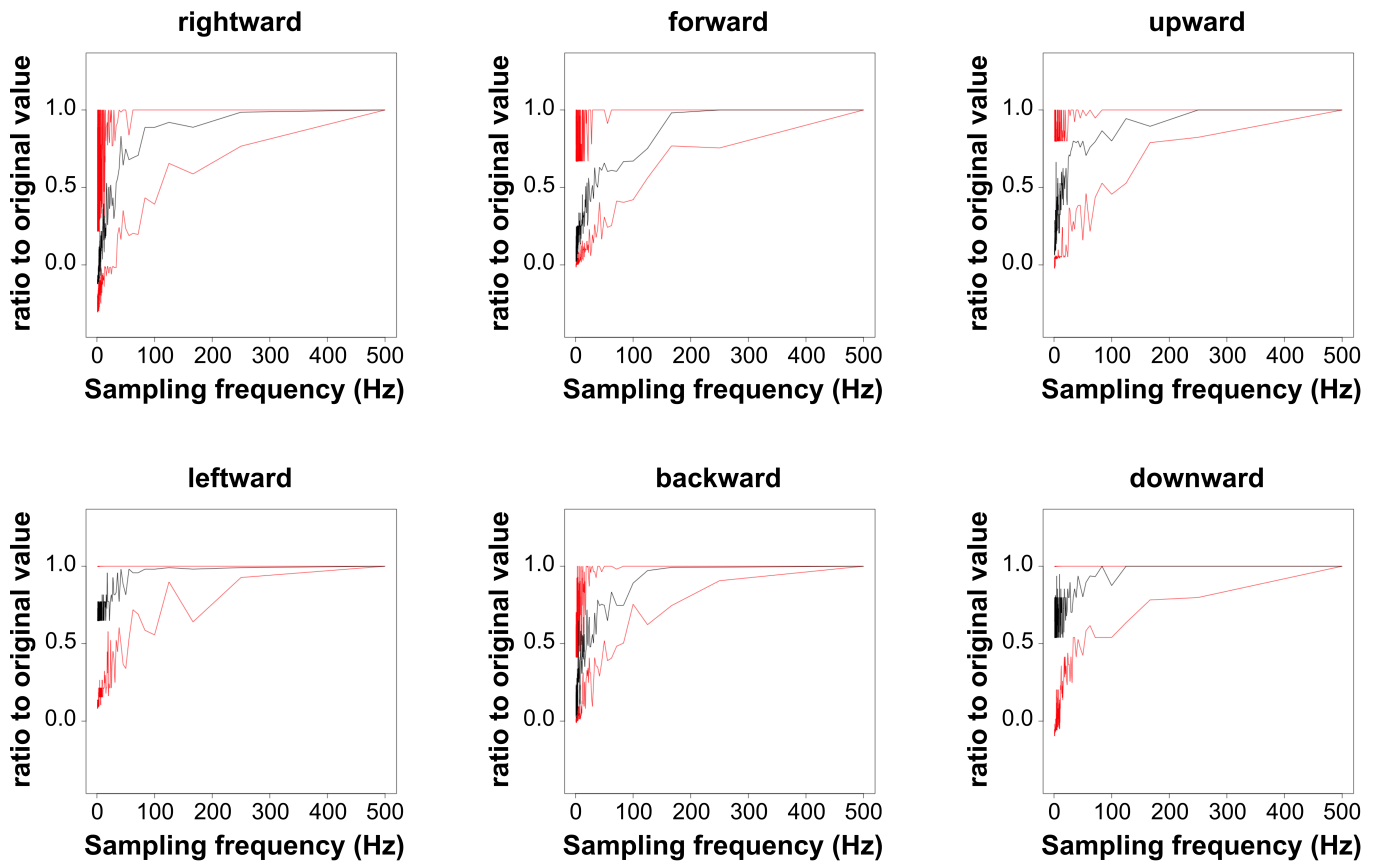 rightward
ratio to original value
1.0
0.5
0.0
0 100 200 300 400 500
Sampling frequency (Hz)
forward
ratio to original value
1.0
0.5
0.0
0 100 200 300 400 500
Sampling frequency (Hz)
upward
ratio to original value
1.0
0.5
0.0
0 100 200 300 400 500
Sampling frequency (Hz)
leftward
ratio to original value
1.0
0.5
0.0
0 100 200 300 400 500
Sampling frequency (Hz)
backward
ratio to original value
1.0
0.5
0.0
0 100 200 300 400 500
Sampling frequency (Hz)
downward
ratio to original value
1.0
0.5
0.0
0 100 200 300 400 500
Sampling frequency (Hz)